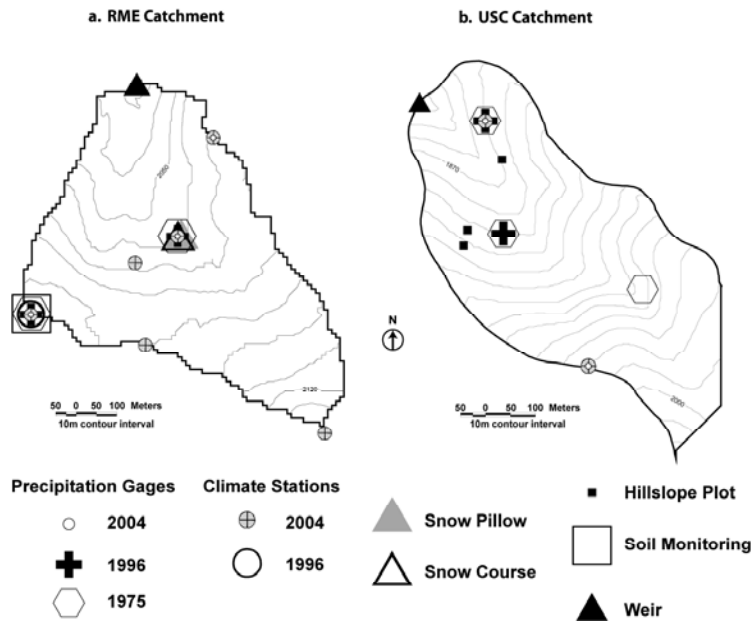 a. RME Catchment
b. USC Catchment
2050
1870
N
2120
2000
50 0 50 100 Meters
10m contour interval
50 0 50 100 Meters
10m contour interval
Precipitation Gages
2004
1996
1975
Climate Stations
2004
1996
Snow Pillow
Snow Course
Hillslope Plot
Soil Monitoring
Weir